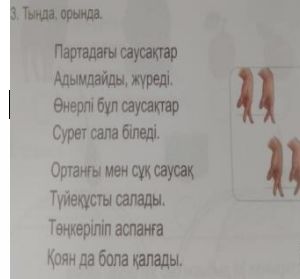 3. Тыңда, орында.
Партадағы саусақтар
Адымдайды, жүреді.
Өнерлі бұл саусақтар
Сурет сала біледі.
Ортаңғы мен сұқ саусақ
Түйеқұсты салады.
Төңкеріліп аспанға
Қоян да бола қалады.